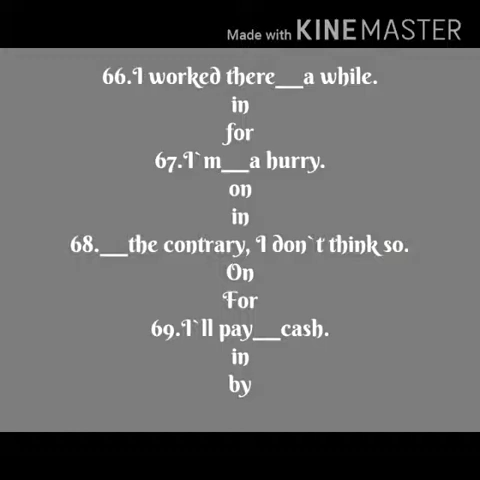 Made with KINEMASTER
66.I worked there__a while.
in
for
67.I`m__a hurry.
on
in
68.__the contrary, I don`t think so.
On
For
69.I`ll pay__cash.
in
by